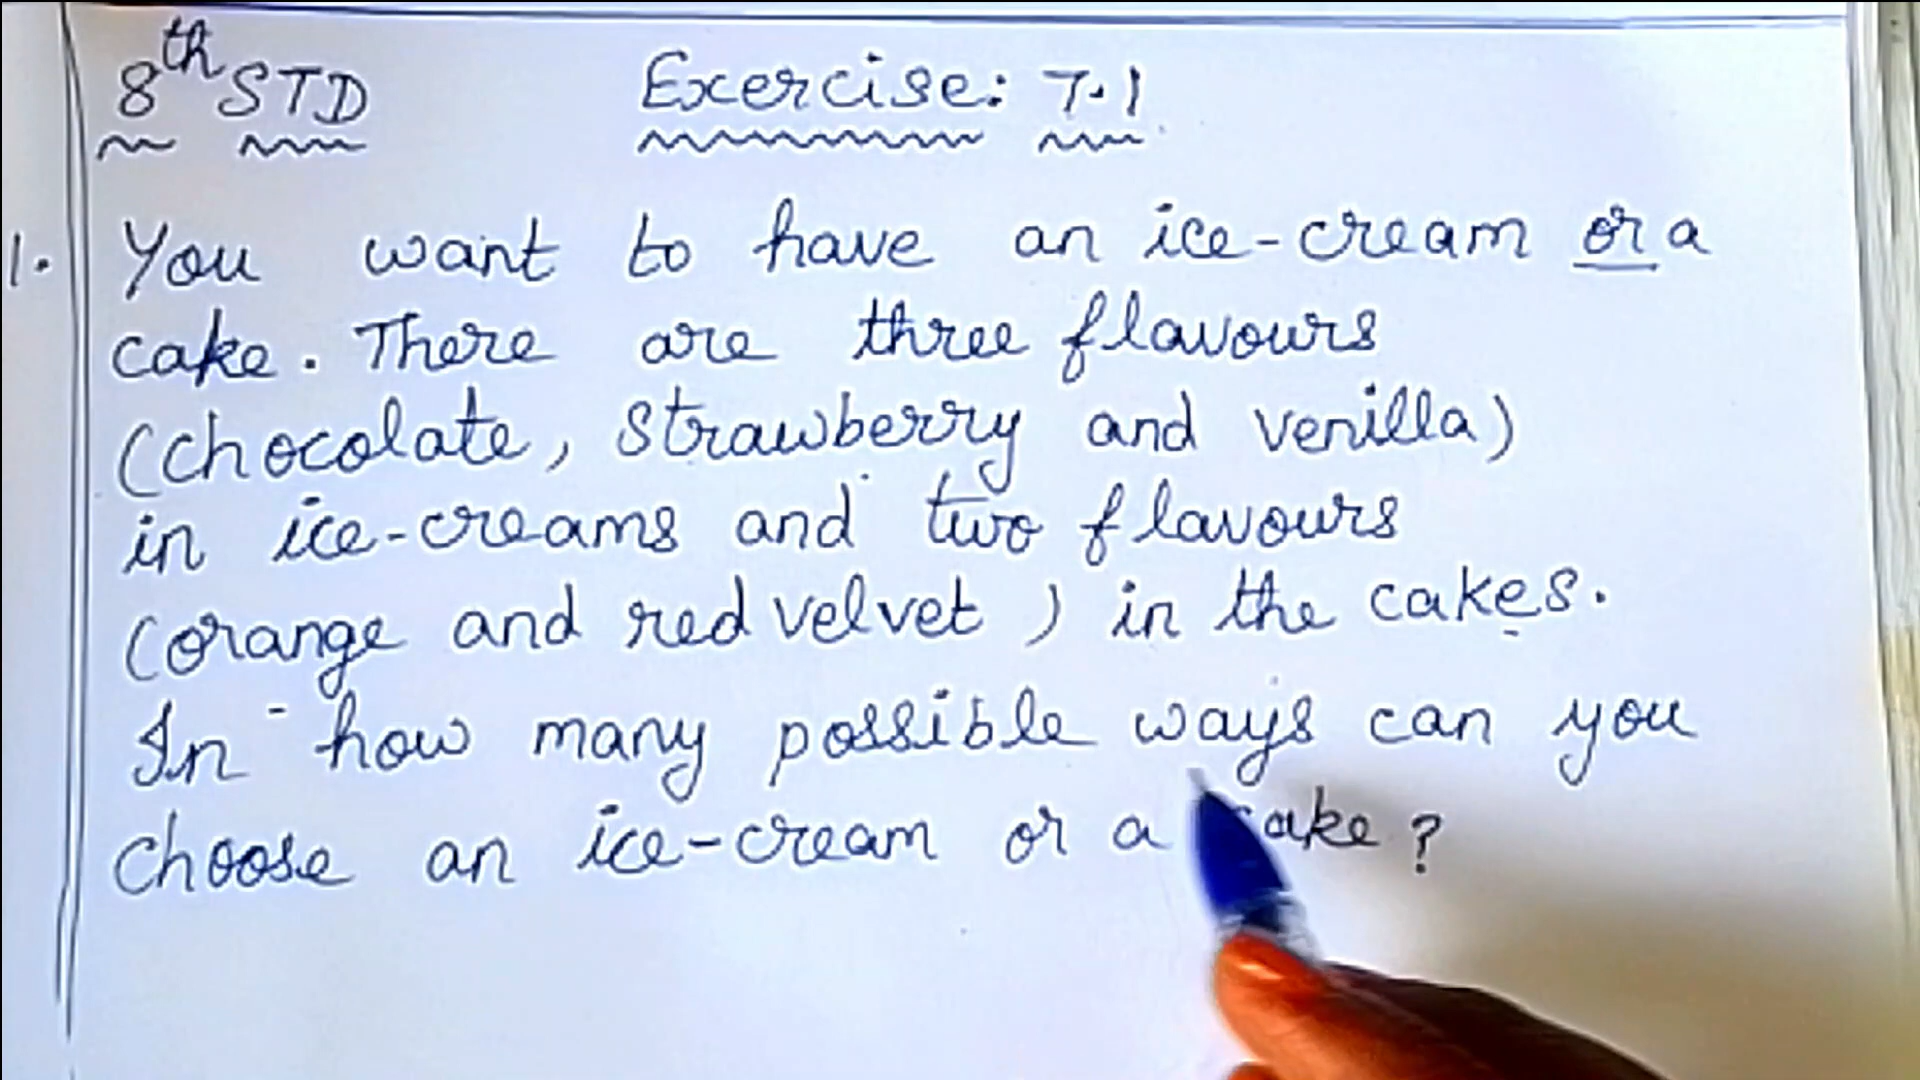 8th STD Exercise: 7.1
1. You want to have an ice-cream or a
cake. There are three flavours
(chocolate, strawberry and venilla)
in ice-creams and two flavours
(orange and red velvet) in the cakes.
In how many possible ways can you
choose an ice-cream or a cake?